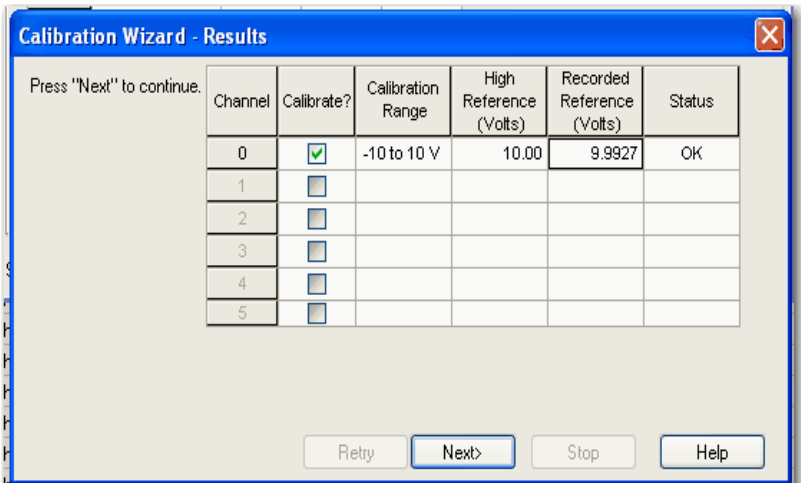 Calibration Wizard - Results
Press "Next" to continue.
Channel Calibrate? Calibration Range High Reference (Volts) Recorded Reference (Volts) Status
0 -10 to 10 V 10.00 9.9927 OK
1
2
3
4
5
Retry Next> Stop Help